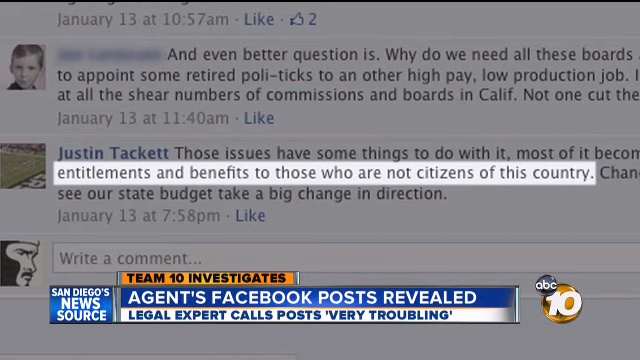 January 13 at 10:57am · Like · 2
And even better question is. Why do we need all these boards a
to appoint some retired poli-ticks to an other high pay, low production job. I
at all the shear numbers of commissions and boards in Calif. Not one cut the
January 13 at 11:40am · Like
Justin Tackett Those issues have some things to do with it, most of it becom
entitlements and benefits to those who are not citizens of this country. Chan
see our state budget take a big change in direction.
January 13 at 7:58pm · Like
Write a comment...
TEAM 10 INVESTIGATES
SAN DIEGO'S
NEWS
SOURCE
AGENT'S FACEBOOK POSTS REVEALED
LEGAL EXPERT CALLS POSTS 'VERY TROUBLING'
abc
10